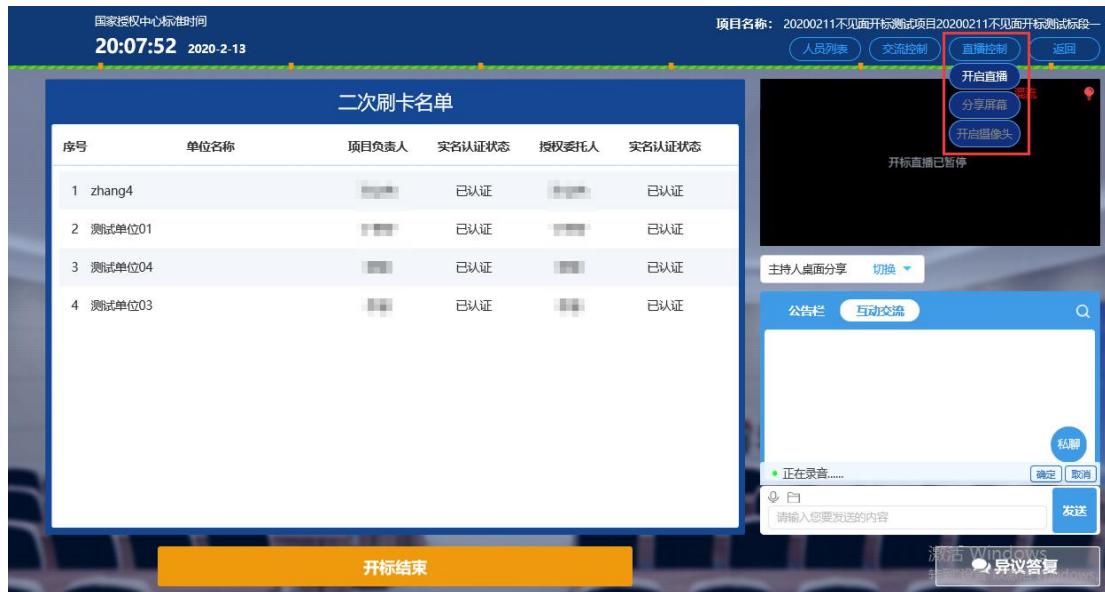 国家授权中心标准时间
项目名称： 20200211不见面开标测试项目20200211不见面开标测试标段一
20:07:52 2020-2-13
人员列表 交流控制 直播控制 返回
开启直播
分享屏幕
开启摄像头
二次刷卡名单
序号 单位名称 项目负责人 实名认证状态 授权委托人 实名认证状态
1 zhang4 已认证 已认证
2 测试单位01 已认证 已认证
3 测试单位04 已认证 已认证
4 测试单位03 已认证 已认证
开标直播已暂停
主持人桌面分享 切换
公告栏 互动交流
私聊
正在录音...... 确定 取消
请输入您要发送的内容 发送
开标结束
激活 Windows
异议答复